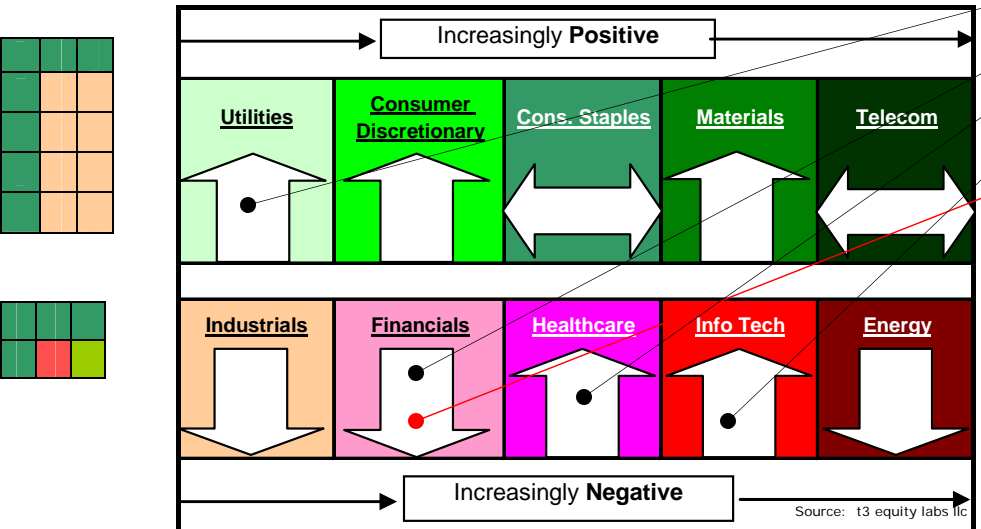 Increasingly Positive
Utilities
Consumer
Discretionary
Cons. Staples
Materials
Telecom
Industrials
Financials
Healthcare
Info Tech
Energy
Increasingly Negative
Source: t3 equity labs llc